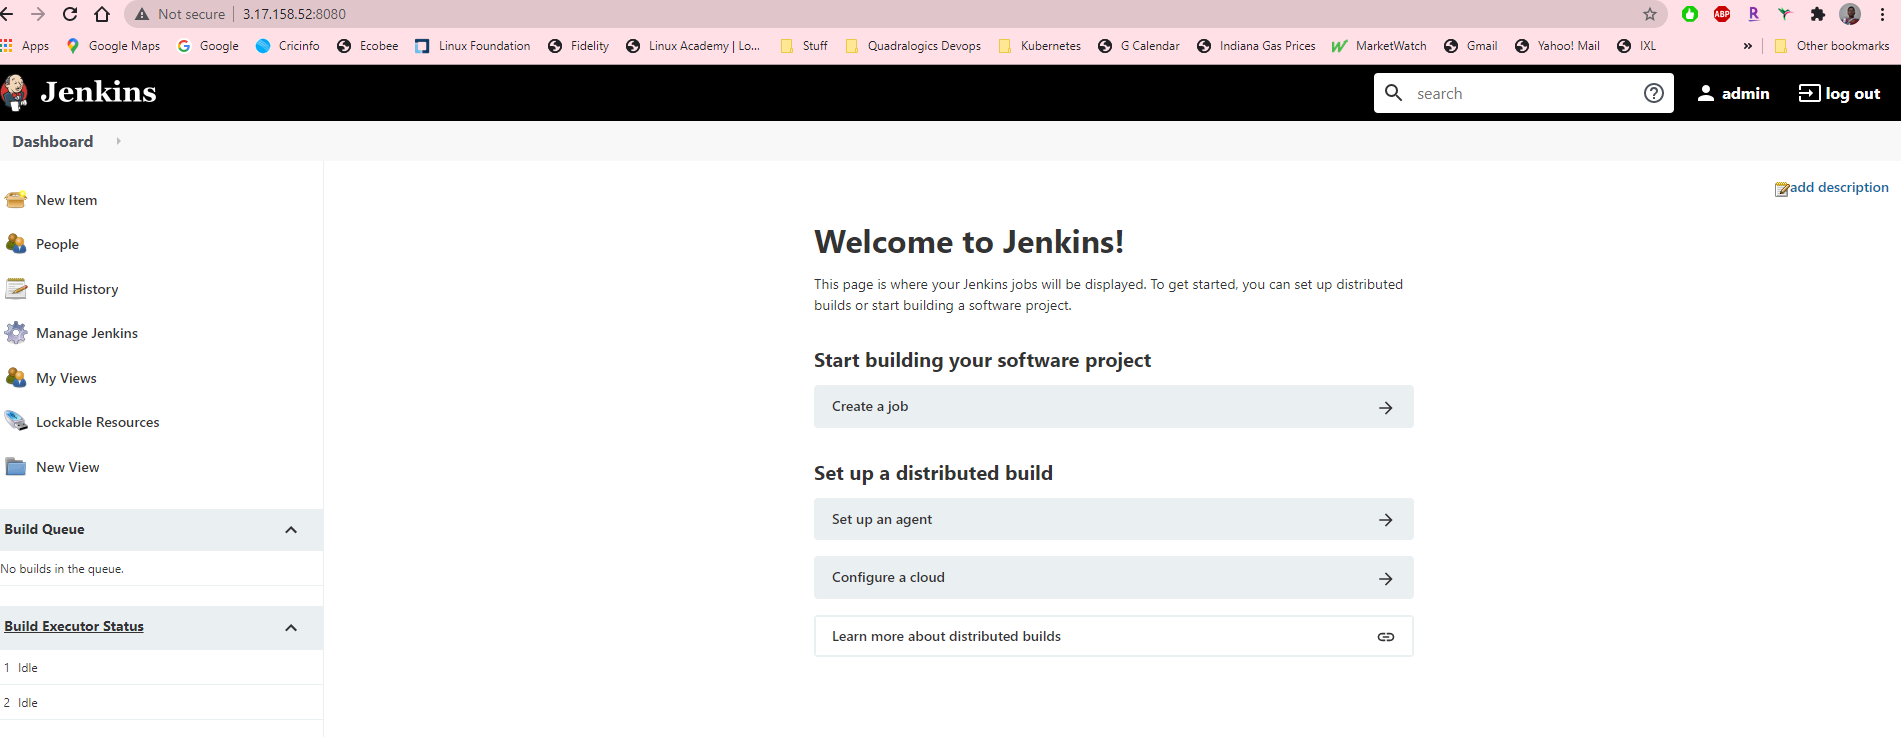 Not secure 3.17.158.52:8080
ABP R
Apps Google Maps Google Cricinfo Ecobee Linux Foundation Fidelity Linux Academy | Lo... Stuff Quadralogics Devops Kubernetes G Calendar Indiana Gas Prices MarketWatch Gmail Yahoo! Mail IXL » Other bookmarks
Jenkins search admin log out
Dashboard
New Item
People
Build History
Manage Jenkins
My Views
Lockable Resources
New View
Build Queue
No builds in the queue.
Build Executor Status
1 Idle
2 Idle
add description
Welcome to Jenkins!
This page is where your Jenkins jobs will be displayed. To get started, you can set up distributed
builds or start building a software project.
Start building your software project
Create a job
Set up a distributed build
Set up an agent
Configure a cloud
Learn more about distributed builds